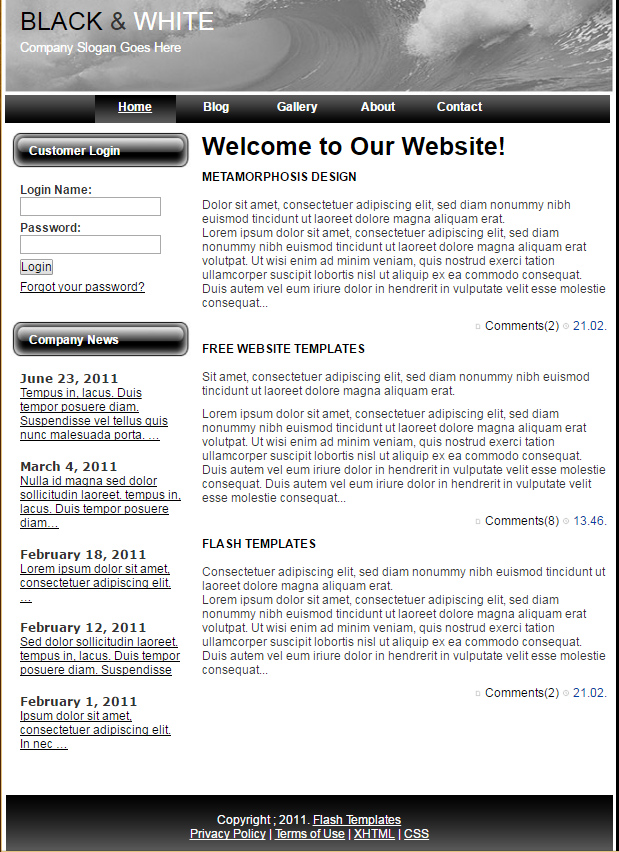 BLACK & WHITE
Company Slogan Goes Here
Home Blog Gallery About Contact
Customer Login
Login Name:
Password:
Login
Forgot your password?
Company News
June 23, 2011
Tempus in, lacus. Duis
tempor posuere diam.
Suspendisse vel tellus quis
nunc malesuada porta. ...
March 4, 2011
Nulla id magna sed dolor
sollicitudin laoreet. tempus in,
lacus. Duis tempor posuere
diam...
February 18, 2011
Lorem ipsum dolor sit amet,
consectetuer adipiscing elit.
...
February 12, 2011
Sed dolor sollicitudin laoreet.
tempus in, lacus. Duis tempor
posuere diam. Suspendisse
February 1, 2011
Ipsum dolor sit amet,
consectetuer adipiscing elit.
In nec ...
Welcome to Our Website!
METAMORPHOSIS DESIGN
Dolor sit amet, consectetuer adipiscing elit, sed diam nonummy nibh
euismod tincidunt ut laoreet dolore magna aliquam erat.
Lorem ipsum dolor sit amet, consectetuer adipiscing elit, sed diam
nonummy nibh euismod tincidunt ut laoreet dolore magna aliquam erat
volutpat. Ut wisi enim ad minim veniam, quis nostrud exerci tation
ullamcorper suscipit lobortis nisl ut aliquip ex ea commodo consequat.
Duis autem vel eum iriure dolor in hendrerit in vulputate velit esse molestie
consequat...
Comments(2) 21.02.
FREE WEBSITE TEMPLATES
Sit amet, consectetuer adipiscing elit, sed diam nonummy nibh euismod
tincidunt ut laoreet dolore magna aliquam erat.
Lorem ipsum dolor sit amet, consectetuer adipiscing elit, sed diam
nonummy nibh euismod tincidunt ut laoreet dolore magna aliquam erat
volutpat. Ut wisi enim ad minim veniam, quis nostrud exerci tation
ullamcorper suscipit lobortis nisl ut aliquip ex ea commodo consequat.
Duis autem vel eum iriure dolor in hendrerit in vulputate velit esse molestie
consequat. Duis autem vel eum iriure dolor in hendrerit in vulputate velit
esse molestie consequat...
Comments(8) 13.46.
FLASH TEMPLATES
Consectetuer adipiscing elit, sed diam nonummy nibh euismod tincidunt ut
laoreet dolore magna aliquam erat.
Lorem ipsum dolor sit amet, consectetuer adipiscing elit, sed diam
nonummy nibh euismod tincidunt ut laoreet dolore magna aliquam erat
volutpat. Ut wisi enim ad minim veniam, quis nostrud exerci tation
ullamcorper suscipit lobortis nisl ut aliquip ex ea commodo consequat.
Duis autem vel eum iriure dolor in hendrerit in vulputate velit esse molestie
consequat...
Comments(2) 21.02.
Copyright ; 2011. Flash Templates
Privacy Policy | Terms of Use | XHTML | CSS